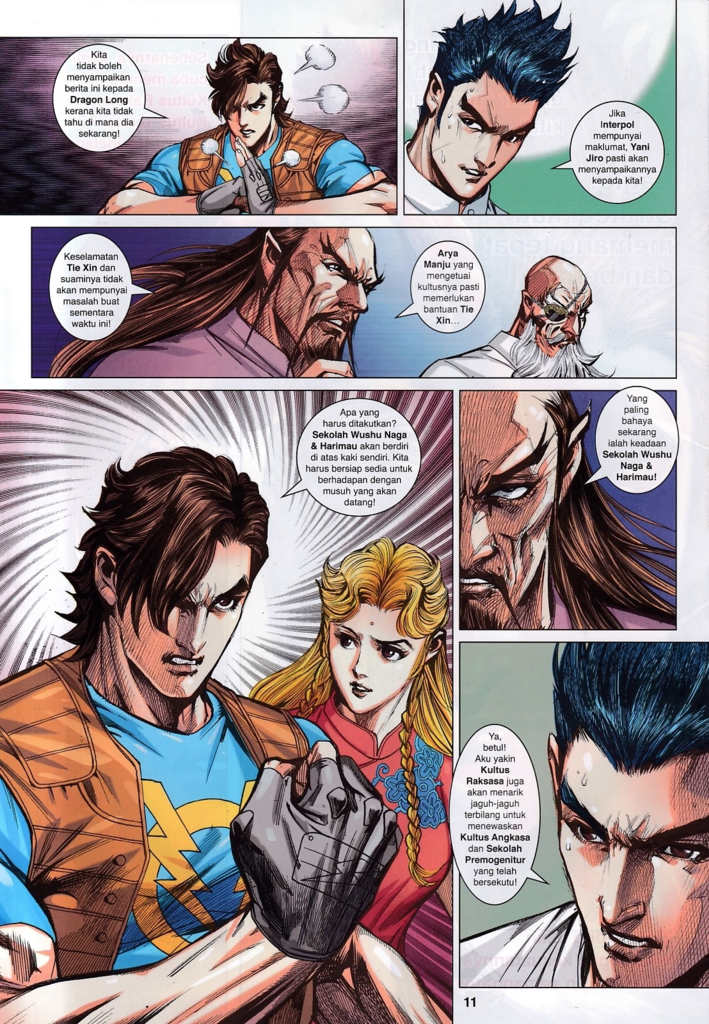 Kita
tidak boleh
menyampaikan
berita ini kepada
Dragon Long
kerana kita tidak
tahu di mana dia
sekarang!
Jika
Interpol
mempunyai
maklumat, Yani
Jiro pasti akan
menyampaikannya
kepada kita!
Keselamatan
Tie Xin dan
suaminya tidak
akan mempunyai
masalah buat
sementara
waktu ini!
Arya
Manju yang
mengetuai
kultusnya pasti
memerlukan
bantuan Tie
Xin...
Apa yang
harus ditakutkan?
Sekolah Wushu Naga
& Harimau akan berdiri
di atas kaki sendiri. Kita
harus bersiap sedia untuk
berhadapan dengan
musuh yang akan
datang!
Yang
paling
bahaya
sekarang
ialah keadaan
Sekolah Wushu
Naga &
Harimau!
Ya,
betul!
Aku yakin
Kultus
Raksasa juga
akan menarik
jaguh-jaguh
terbilang untuk
menewaskan
Kultus Angkasa
dan Sekolah
Premogenitur
yang telah
bersekutu!
11